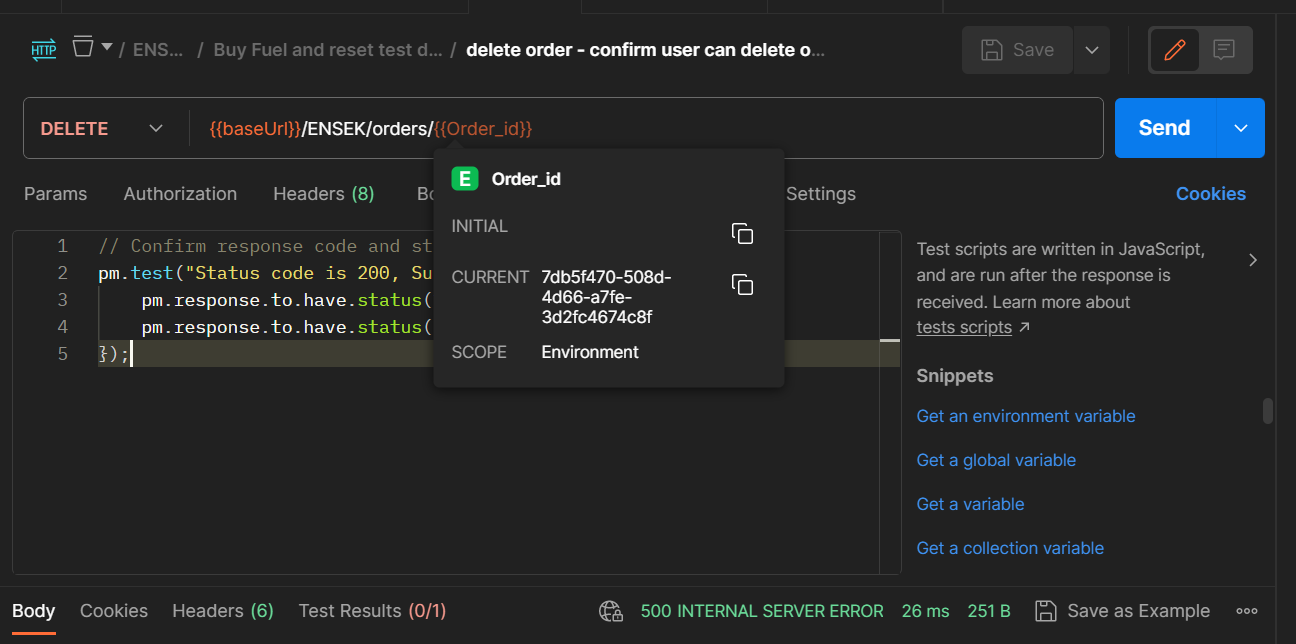 HTTP / ENS... / Buy Fuel and reset test d... / delete order - confirm user can delete o... Save
DELETE {{baseUrl}}/ENSEK/orders/{{Order_id}} Send
Params Authorization Headers (8) Bo Settings Cookies
E Order_id
INITIAL
CURRENT 7db5f470-508d-
4d66-a7fe-
3d2fc4674c8f
SCOPE Environment
1 // Confirm response code and st
2 pm.test("Status code is 200, Su
3 pm.response.to.have.status(
4 pm.response.to.have.status(
5 });
Test scripts are written in JavaScript,
and are run after the response is
received. Learn more about
tests scripts ↗
Snippets
Get an environment variable
Get a global variable
Get a variable
Get a collection variable
Body Cookies Headers (6) Test Results (0/1) 500 INTERNAL SERVER ERROR 26 ms 251 B Save as Example